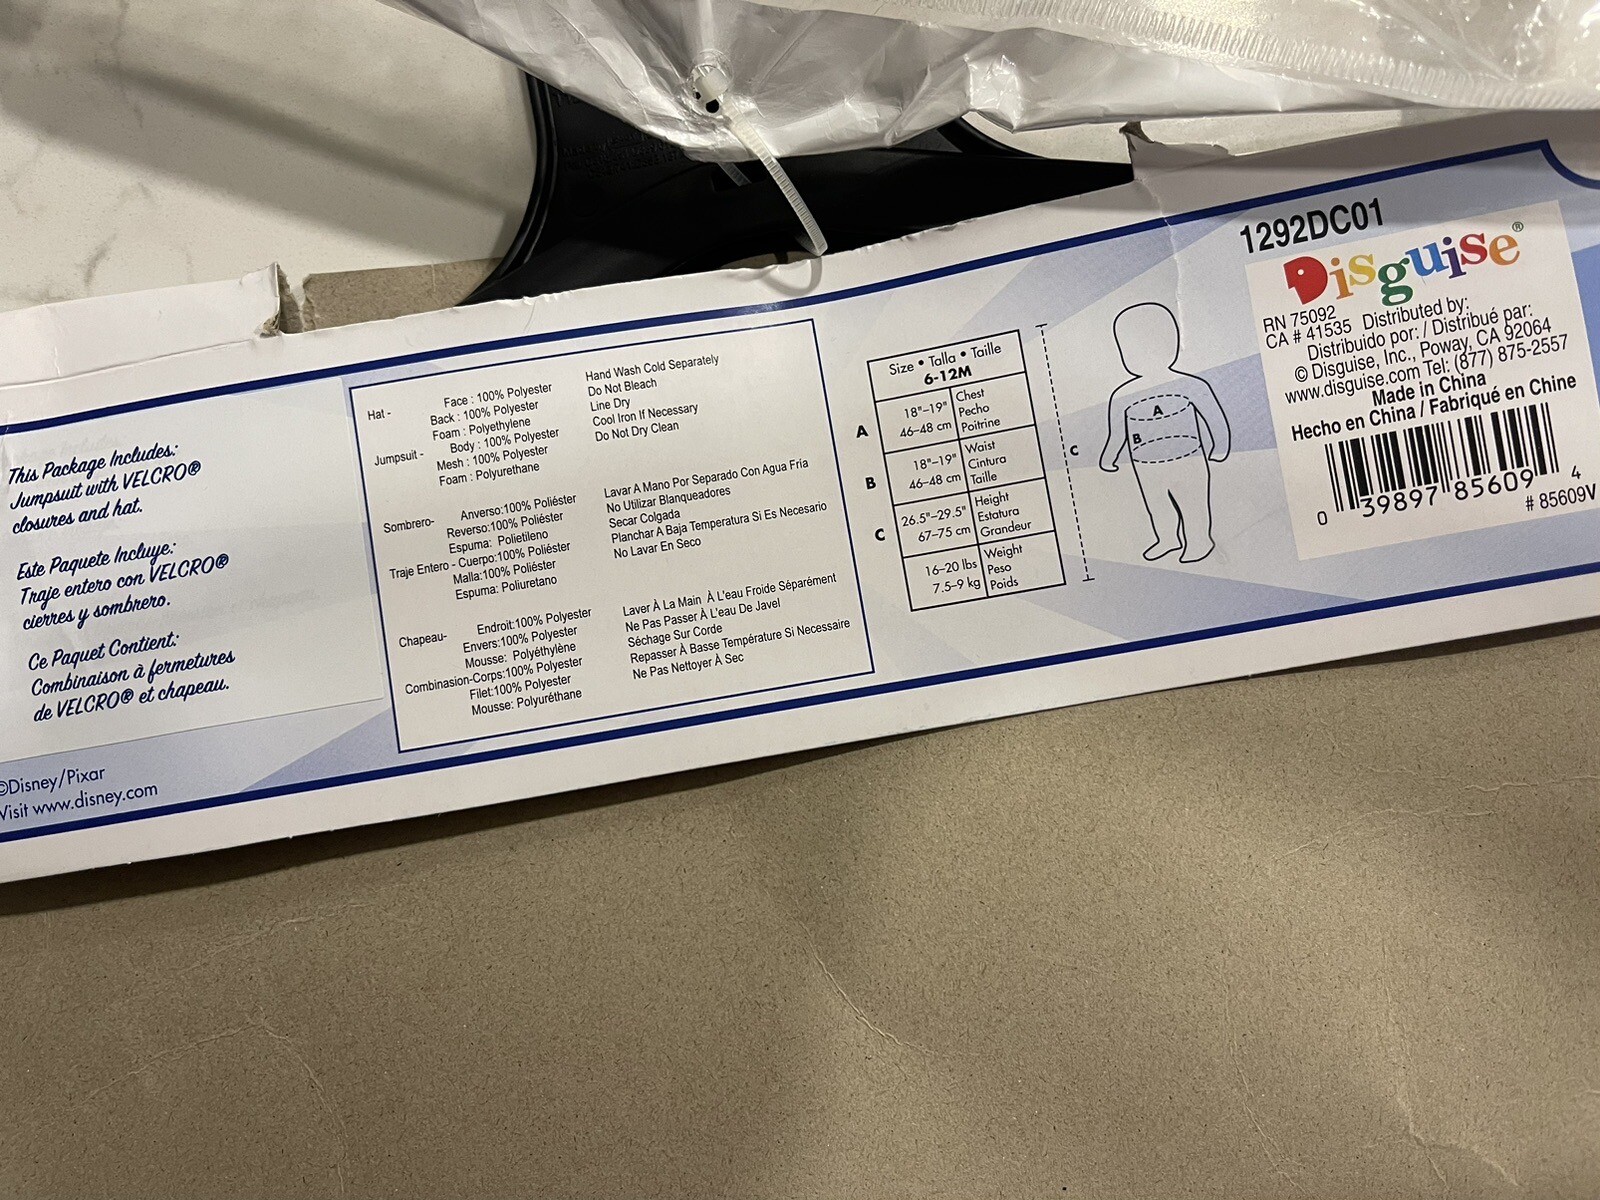 This Package Includes:
Jumpsuit with VELCRO®
closures and hat.
Este Paquete Incluye:
Traje entero con VELCRO®
cierres y sombrero.
Ce Paquet Contient:
Combinaison à fermetures
de VELCRO® et chapeau.
©Disney/Pixar
Visit www.disney.com
Hat - Face : 100% Polyester
Back : 100% Polyester
Foam : Polyethylene
Jumpsuit - Body : 100% Polyester
Mesh : 100% Polyester
Foam : Polyurethane
Hand Wash Cold Separately
Do Not Bleach
Line Dry
Cool Iron If Necessary
Do Not Dry Clean
Sombrero- Anverso:100% Poliéster
Reverso:100% Poliéster
Espuma: Polietileno
Traje Entero - Cuerpo:100% Poliéster
Malla:100% Poliéster
Espuma: Poliuretano
Lavar A Mano Por Separado Con Agua Fría
No Utilizar Blanqueadores
Secar Colgada
Planchar A Baja Temperatura Si Es Necesario
No Lavar En Seco
Chapeau- Endroit:100% Polyester
Envers:100% Polyester
Mousse: Polyéthylène
Combinasion-Corps:100% Polyester
Filet:100% Polyester
Mousse: Polyuréthane
Laver À La Main À L'eau Froide Séparément
Ne Pas Passer À L'eau De Javel
Séchage Sur Corde
Repasser À Basse Température Si Necessaire
Ne Pas Nettoyer À Sec
Size • Talla • Taille
6-12M
A 18"–19" Chest
Pecho
46–48 cm Poitrine
B 18"–19" Waist
Cintura
46–48 cm Taille
C 26.5"–29.5" Height
Estatura
67–75 cm Grandeur
16–20 lbs Weight
Peso
7.5–9 kg Poids
A
B
C
1292DC01
Disguise®
RN 75092
CA # 41535 Distributed by:
Distribuido por: / Distribué par:
© Disguise, Inc., Poway, CA 92064
www.disguise.com Tel: (877) 875-2557
Made in China
Hecho en China / Fabriqué en Chine
0 39897 85609 4
# 85609V